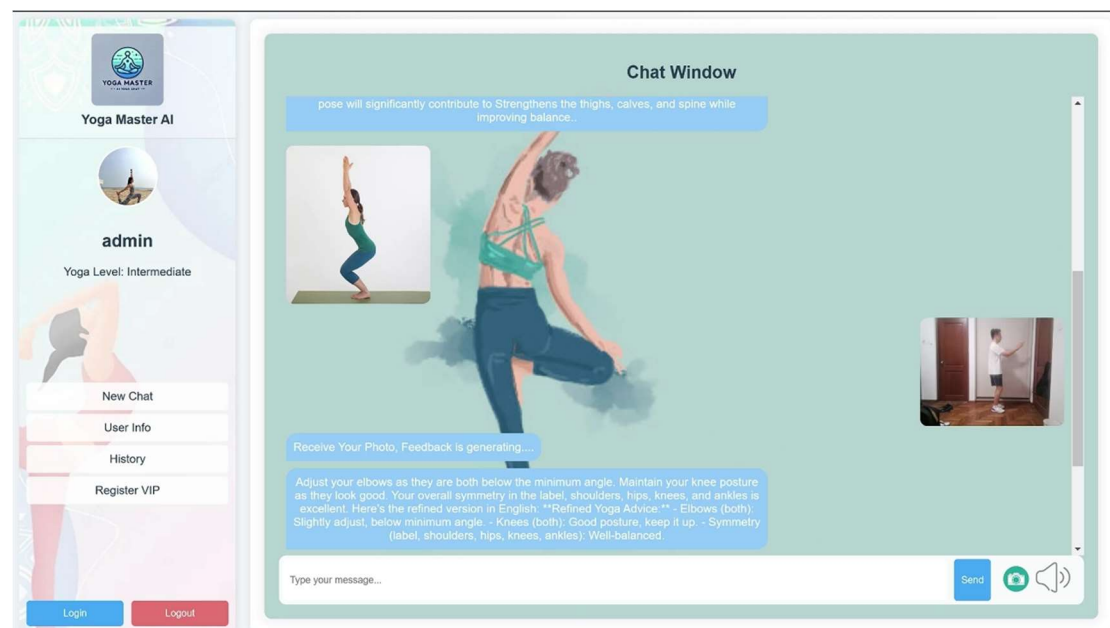 YOGA MASTER
Yoga Master AI
admin
Yoga Level: Intermediate
New Chat
User Info
History
Register VIP
Login
Logout
Chat Window
pose will significantly contribute to Strengthens the thighs, calves, and spine while
improving balance..
Receive Your Photo, Feedback is generating....
Adjust your elbows as they are both below the minimum angle. Maintain your knee posture
as they look good. Your overall symmetry in the label, shoulders, hips, knees, and ankles is
excellent. Here's the refined version in English: **Refined Yoga Advice:** - Elbows (both):
Slightly adjust, below minimum angle. - Knees (both): Good posture, keep it up. - Symmetry
(label, shoulders, hips, knees, ankles): Well-balanced.
Type your message...
Send